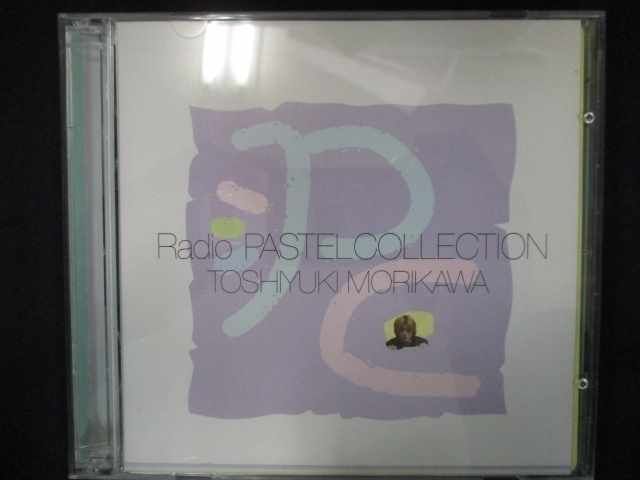 Radio PASTEL COLLECTION
TOSHIYUKI MORIKAWA